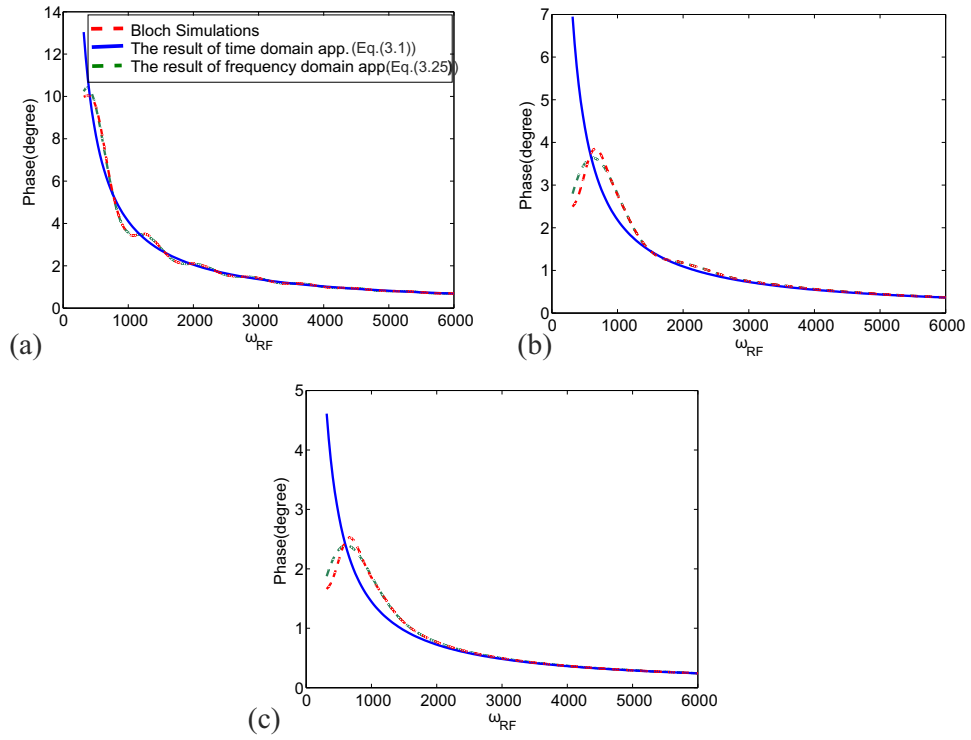 14
12
10
8
6
4
2
0
Phase(degree)
Bloch Simulations
The result of time domain app. (Eq.(3.1))
The result of frequency domain app(Eq.(3.25))
0 1000 2000 3000 4000 5000 6000
ωRF
(a)
7
6
5
4
3
2
1
0
Phase(degree)
0 1000 2000 3000 4000 5000 6000
ωRF
(b)
5
4
3
2
1
0
Phase(degree)
0 1000 2000 3000 4000 5000 6000
ωRF
(c)